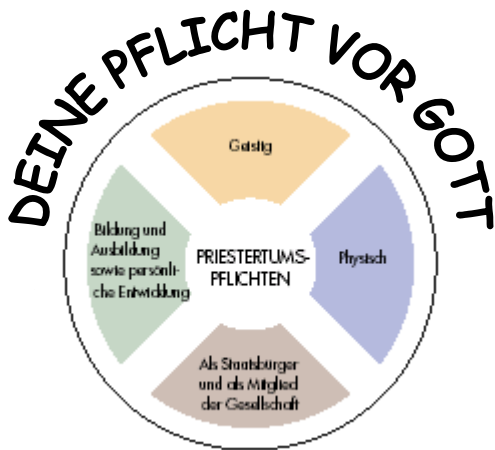 DEINE PFLICHT VOR GOTT
Geistig
Bildung und
Ausbildung
sowie persönli-
che Entwicklung
PRIESTERTUMS-
PFLICHTEN
Physisch
Als Staatsbürger
und als Mitglied
der Gesellschaft